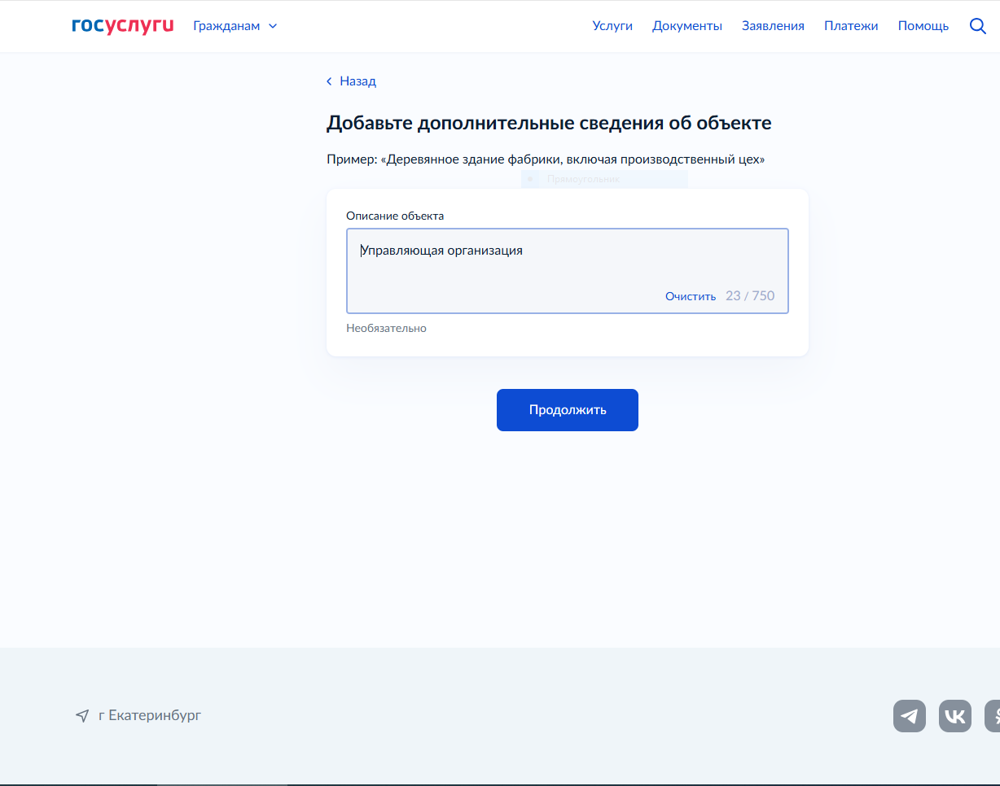 госуслуги Гражданам Услуги Документы Заявления Платежи Помощь
Назад
Добавьте дополнительные сведения об объекте
Пример: «Деревянное здание фабрики, включая производственный цех»
Прямоугольник
Описание объекта
Управляющая организация
Очистить 23 / 750
Необязательно
Продолжить
г Екатеринбург